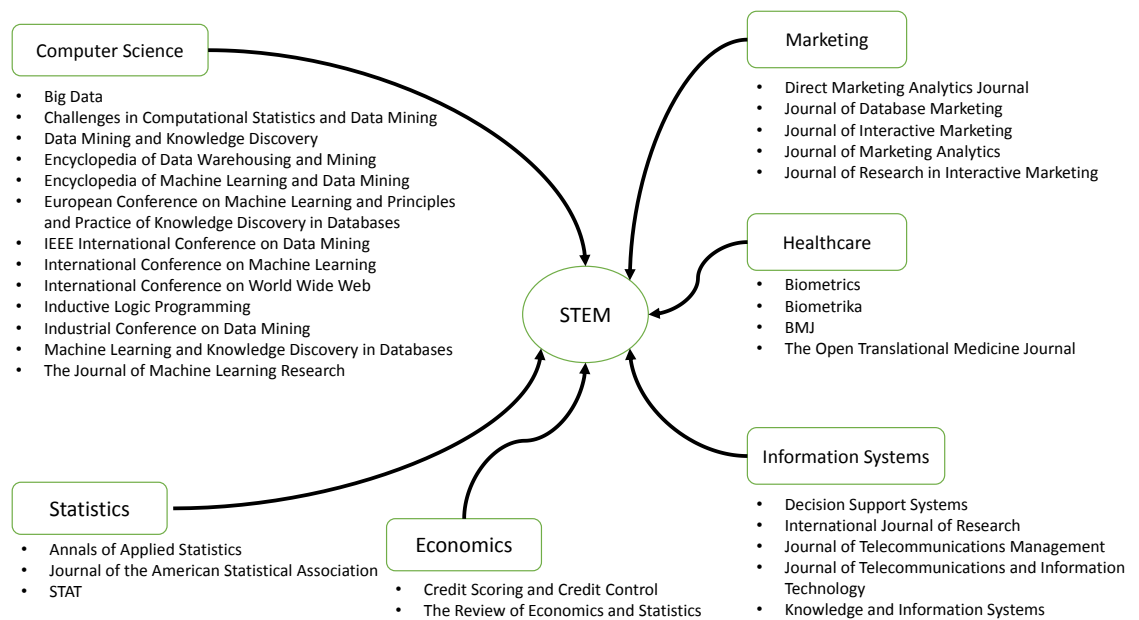 Computer Science
• Big Data
• Challenges in Computational Statistics and Data Mining
• Data Mining and Knowledge Discovery
• Encyclopedia of Data Warehousing and Mining
• Encyclopedia of Machine Learning and Data Mining
• European Conference on Machine Learning and Principles
and Practice of Knowledge Discovery in Databases
• IEEE International Conference on Data Mining
• International Conference on Machine Learning
• International Conference on World Wide Web
• Inductive Logic Programming
• Industrial Conference on Data Mining
• Machine Learning and Knowledge Discovery in Databases
• The Journal of Machine Learning Research
Marketing
• Direct Marketing Analytics Journal
• Journal of Database Marketing
• Journal of Interactive Marketing
• Journal of Marketing Analytics
• Journal of Research in Interactive Marketing
Healthcare
• Biometrics
• Biometrika
• BMJ
• The Open Translational Medicine Journal
STEM
Statistics
• Annals of Applied Statistics
• Journal of the American Statistical Association
• STAT
Economics
• Credit Scoring and Credit Control
• The Review of Economics and Statistics
Information Systems
• Decision Support Systems
• International Journal of Research
• Journal of Telecommunications Management
• Journal of Telecommunications and Information
Technology
• Knowledge and Information Systems